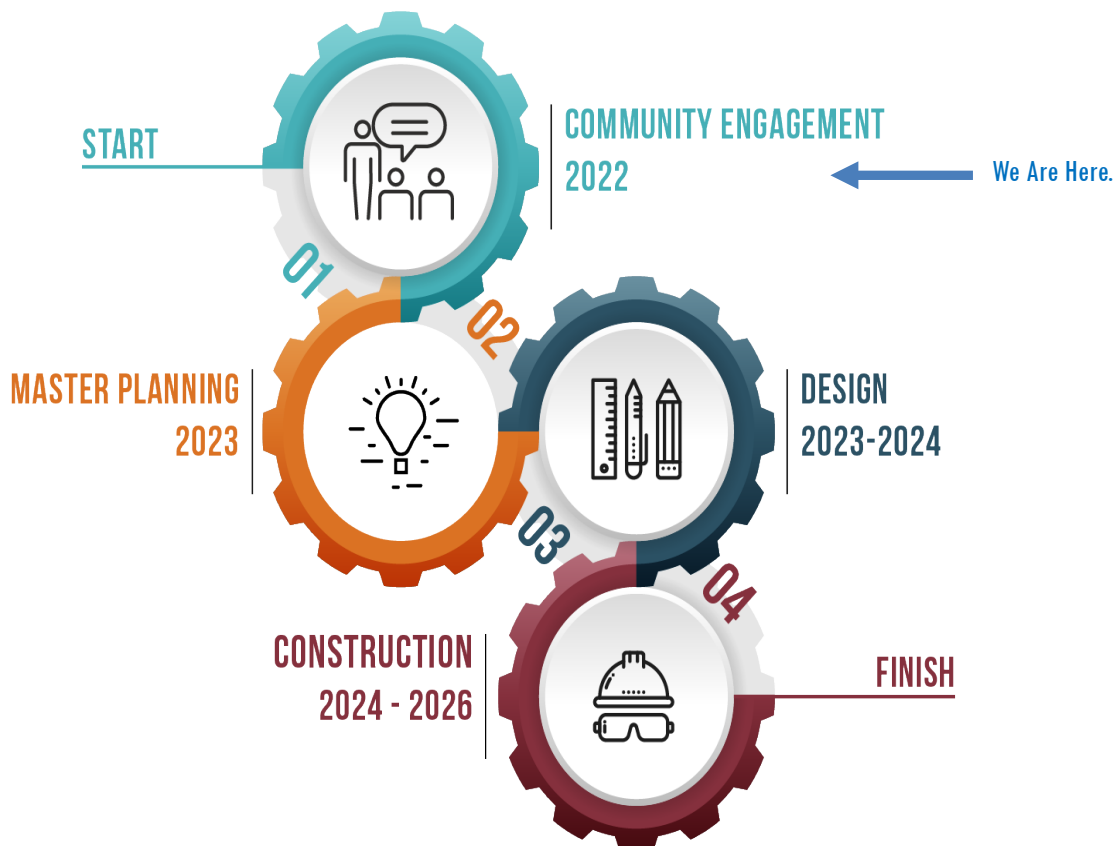 START
COMMUNITY ENGAGEMENT
2022
We Are Here.
01
02
MASTER PLANNING
2023
DESIGN
2023-2024
03
04
CONSTRUCTION
2024 - 2026
FINISH